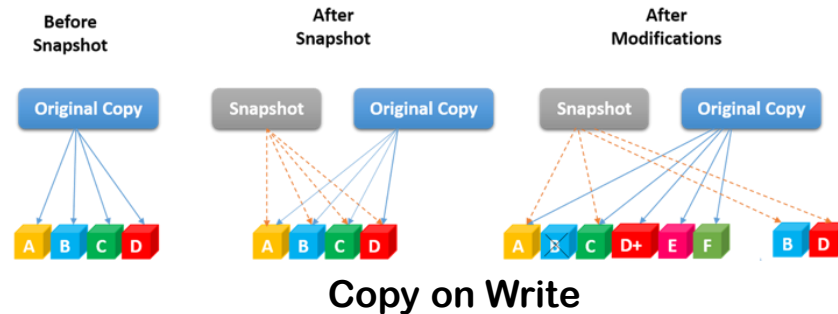 Before
Snapshot
After
Snapshot
After
Modifications
Original Copy
Snapshot
Original Copy
Snapshot
Original Copy
A B C D
A B C D
A B C D+ E F
B D
Copy on Write